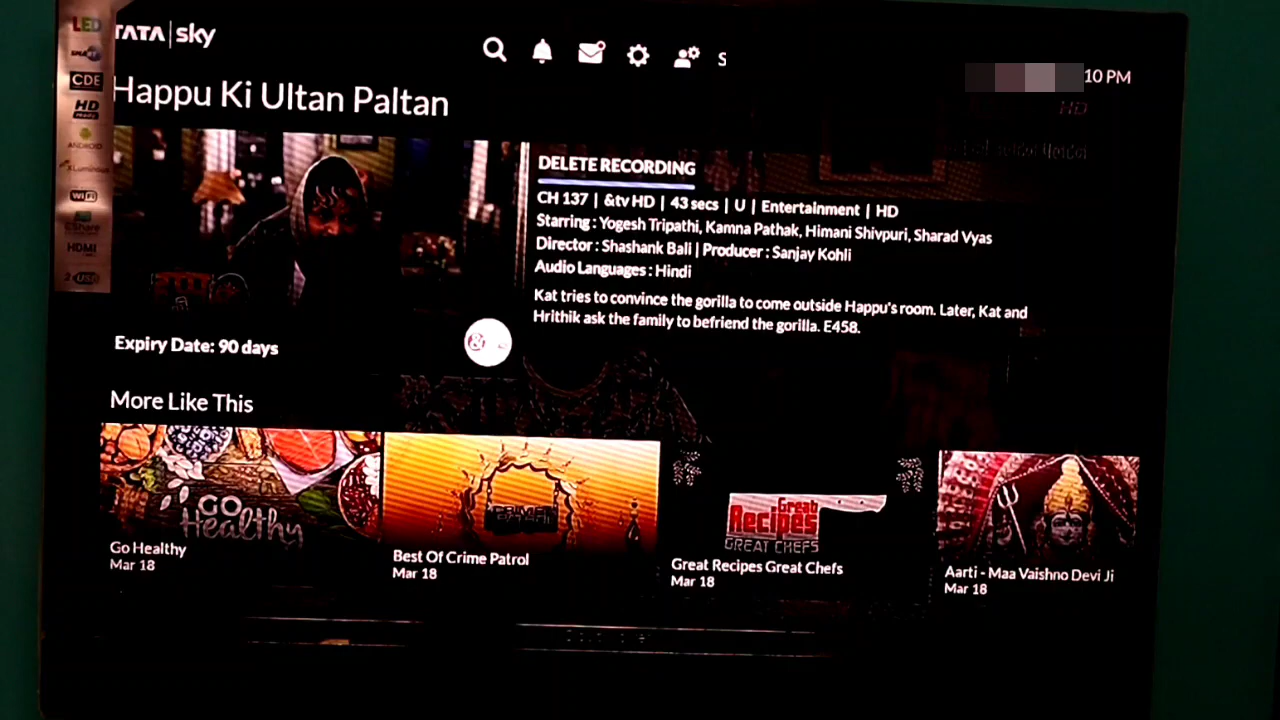 LED
TATA sky
CDE
10 PM
HD
ready
Happu Ki Ultan Paltan
HD
ANDROID
DELETE RECORDING
WiFi
CH 137 | &tv HD | 43 secs | U | Entertainment | HD
CShare
Starring : Yogesh Tripathi, Kamna Pathak, Himani Shivpuri, Sharad Vyas
HDMI
Director : Shashank Bali | Producer : Sanjay Kohli
2 USB
Audio Languages : Hindi
Kat tries to convince the gorilla to come outside Happu's room. Later, Kat and
Hrithik ask the family to befriend the gorilla. E458.
Expiry Date: 90 days
&
More Like This
GO
Healthy
Great
Recipes
GREAT CHEFS
Go Healthy
Mar 18
Best Of Crime Patrol
Mar 18
Great Recipes Great Chefs
Mar 18
Aarti - Maa Vaishno Devi Ji
Mar 18